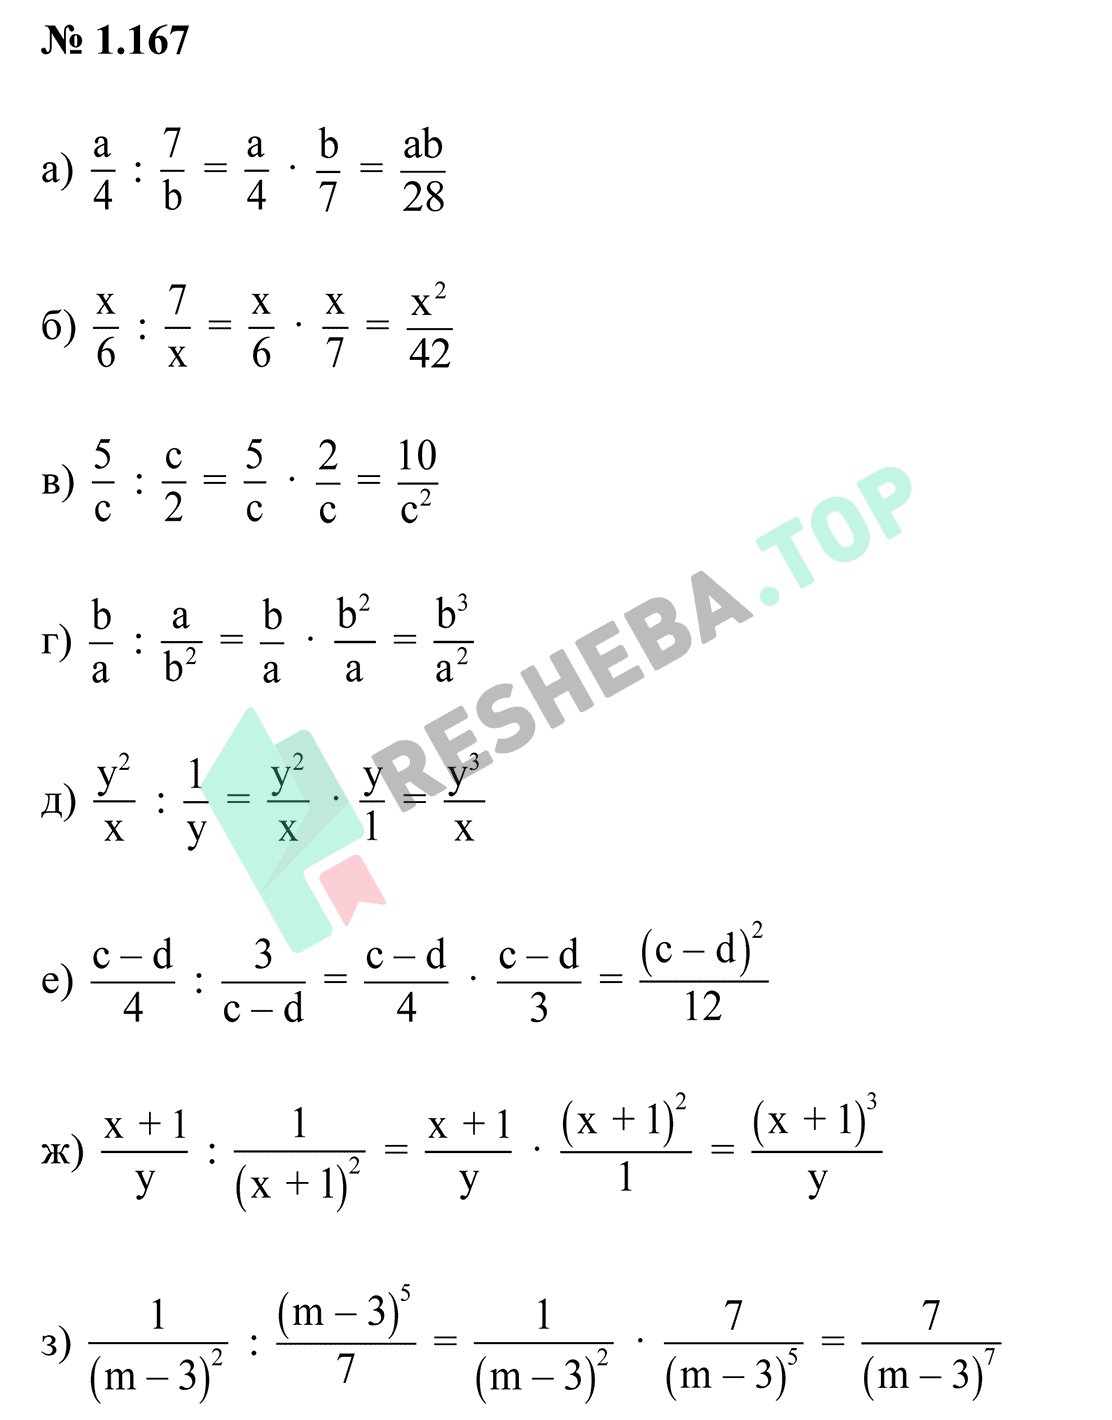 № 1.167
а) a/4 : 7/b = a/4 · b/7 = ab/28
б) x/6 : 7/x = x/6 · x/7 = x²/42
в) 5/c : c/2 = 5/c · 2/c = 10/c²
г) b/a : a/b² = b/a · b²/a = b³/a²
RESHEBA.TOP
д) y²/x : 1/y = y²/x · y/1 = y³/x
е) (c – d)/4 : 3/(c – d) = (c – d)/4 · (c – d)/3 = (c – d)²/12
ж) (x + 1)/y : 1/(x + 1)² = (x + 1)/y · (x + 1)²/1 = (x + 1)³/y
з) 1/(m – 3)² : (m – 3)⁵/7 = 1/(m – 3)² · 7/(m – 3)⁵ = 7/(m – 3)⁷